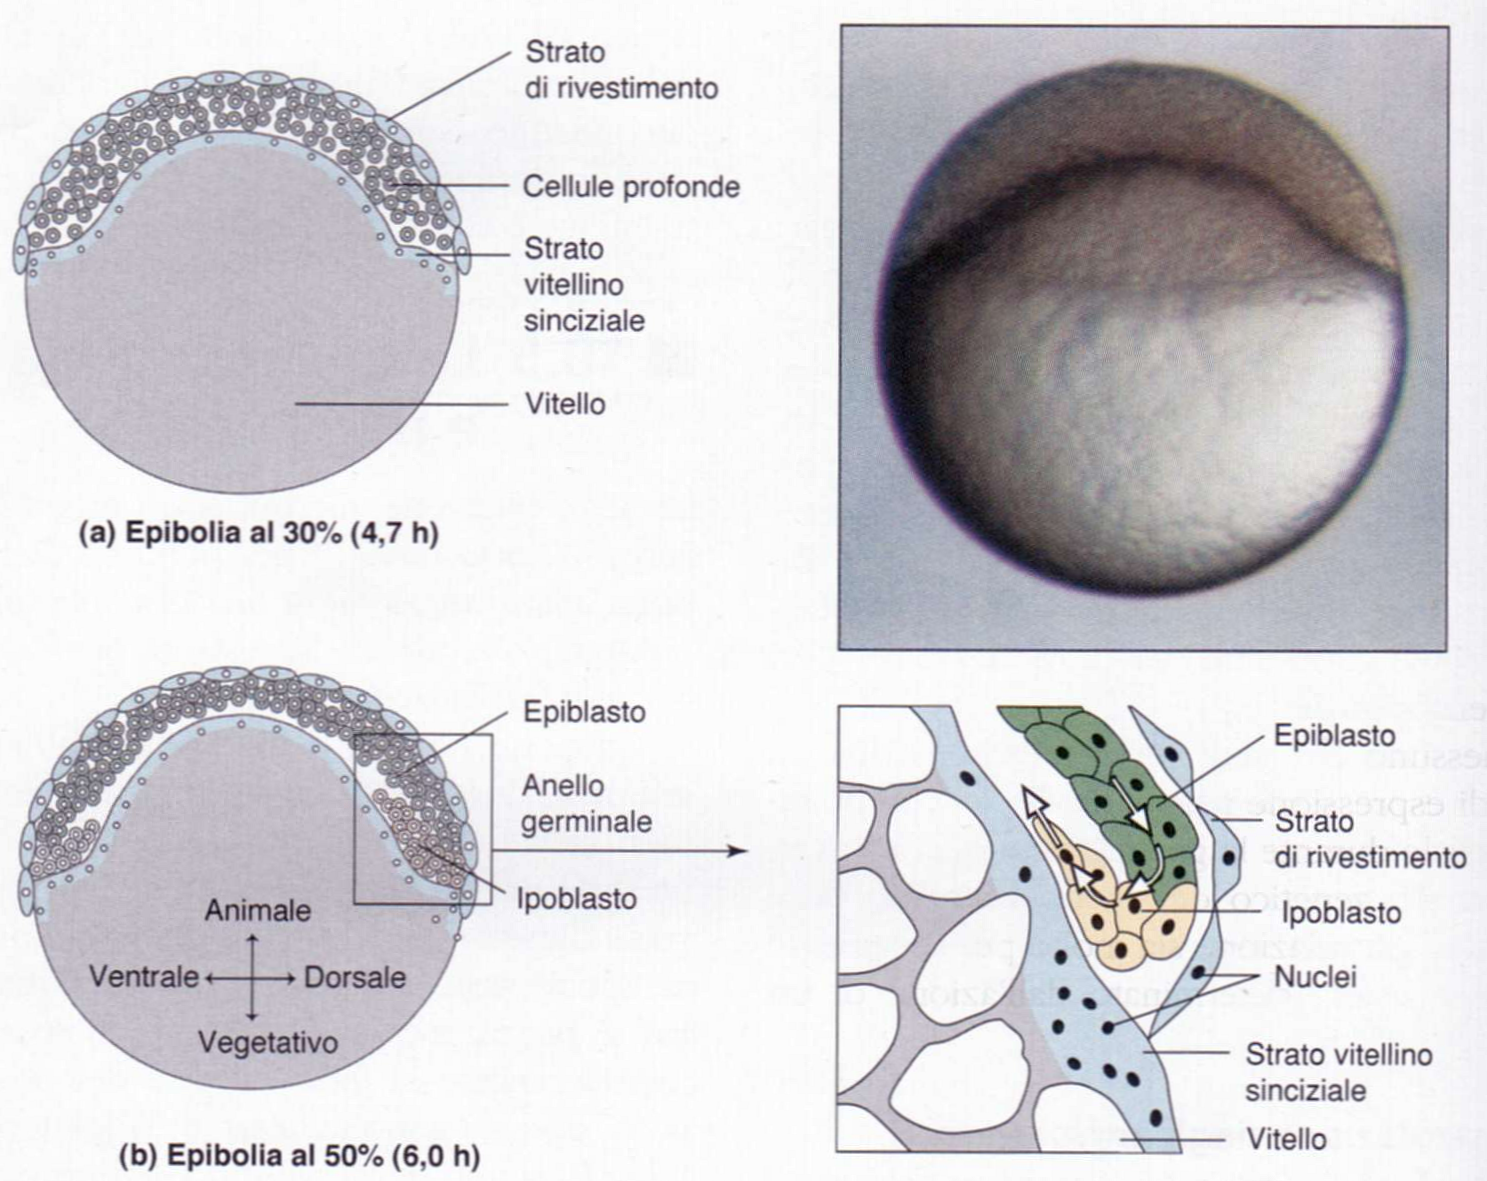 Strato
di rivestimento
Cellule profonde
Strato
vitellino
sinciziale
Vitello
(a) Epibolia al 30% (4,7 h)
Epiblasto
Anello
germinale
Ipoblasto
Animale
Ventrale
Dorsale
Vegetativo
(b) Epibolia al 50% (6,0 h)
Epiblasto
Strato
di rivestimento
Ipoblasto
Nuclei
Strato vitellino
sinciziale
Vitello